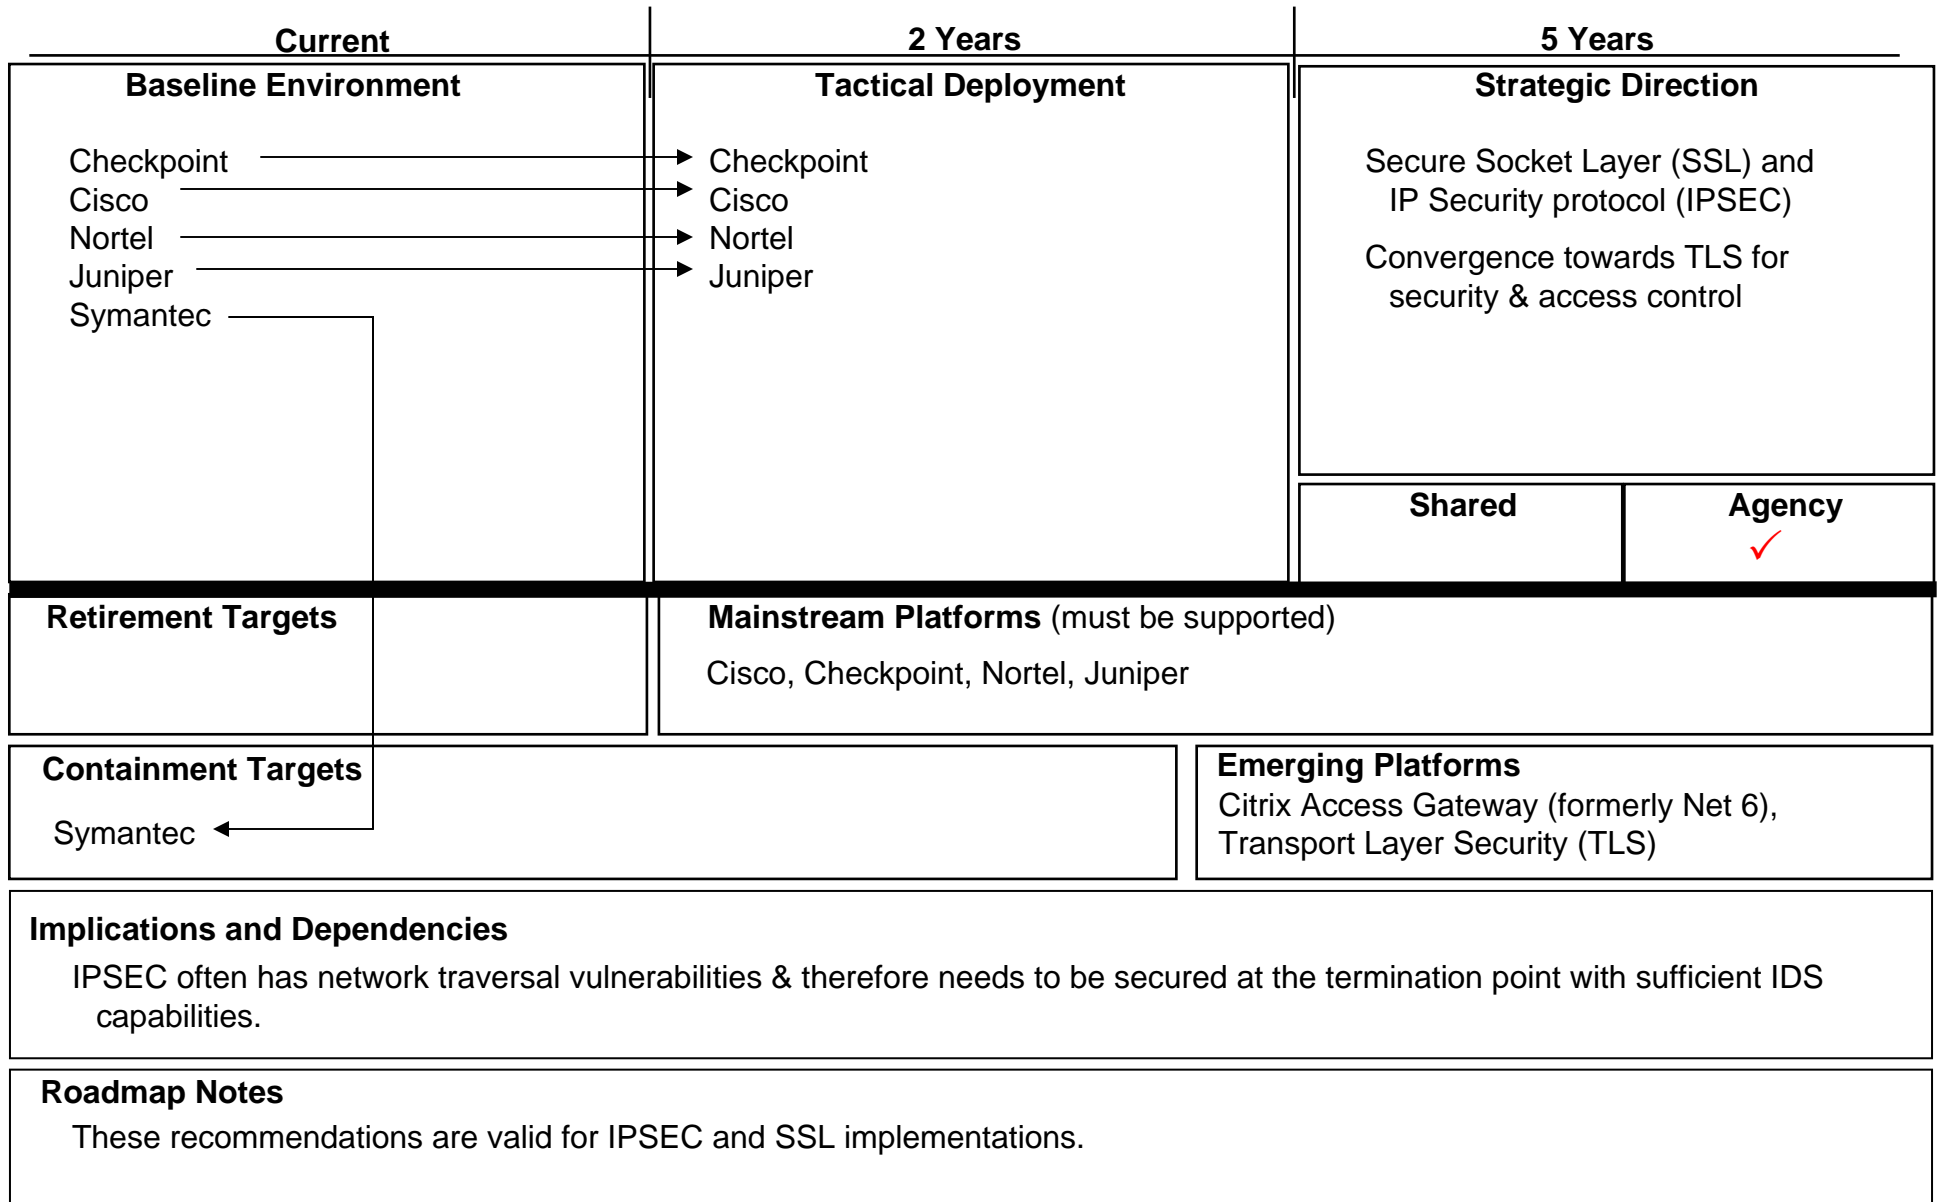 Current
2 Years
5 Years
Baseline Environment
Checkpoint
Cisco
Nortel
Juniper
Symantec
Tactical Deployment
Checkpoint
Cisco
Nortel
Juniper
Strategic Direction
Secure Socket Layer (SSL) and
IP Security protocol (IPSEC)
Convergence towards TLS for
security & access control
Shared
Agency
✓
Retirement Targets
Mainstream Platforms (must be supported)
Cisco, Checkpoint, Nortel, Juniper
Containment Targets
Symantec
Emerging Platforms
Citrix Access Gateway (formerly Net 6),
Transport Layer Security (TLS)
Implications and Dependencies
IPSEC often has network traversal vulnerabilities & therefore needs to be secured at the termination point with sufficient IDS
capabilities.
Roadmap Notes
These recommendations are valid for IPSEC and SSL implementations.